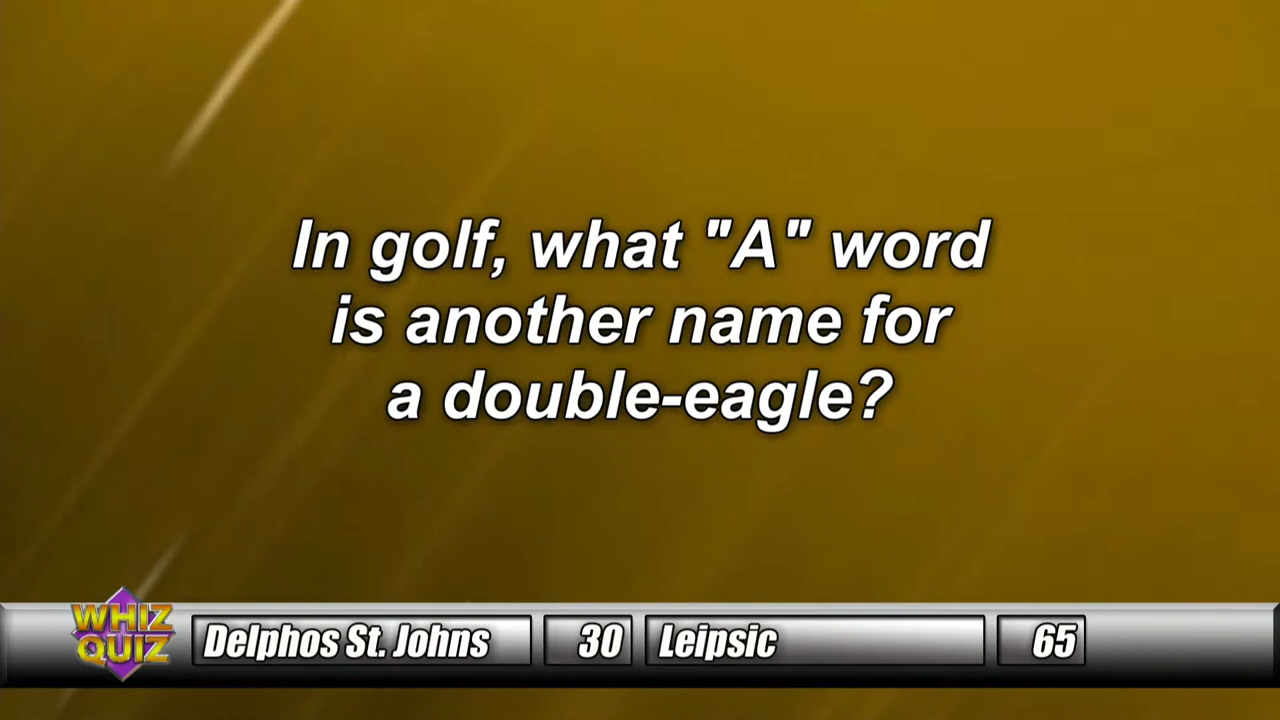 In golf, what "A" word
is another name for
a double-eagle?
WHIZ
QUIZ
Delphos St. Johns 30 Leipsic 65